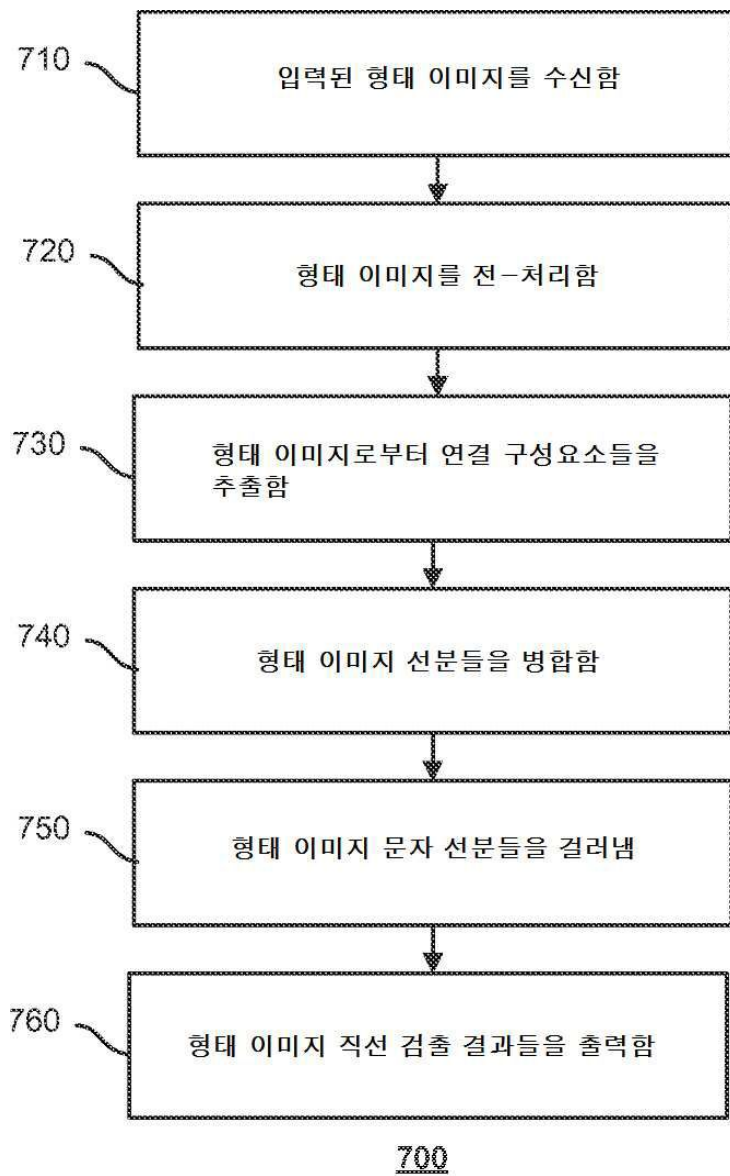 710
입력된 형태 이미지를 수신함
720
형태 이미지를 전-처리함
730
형태 이미지로부터 연결 구성요소들을
추출함
740
형태 이미지 선분들을 병합함
750
형태 이미지 문자 선분들을 걸러냄
760
형태 이미지 직선 검출 결과들을 출력함
700